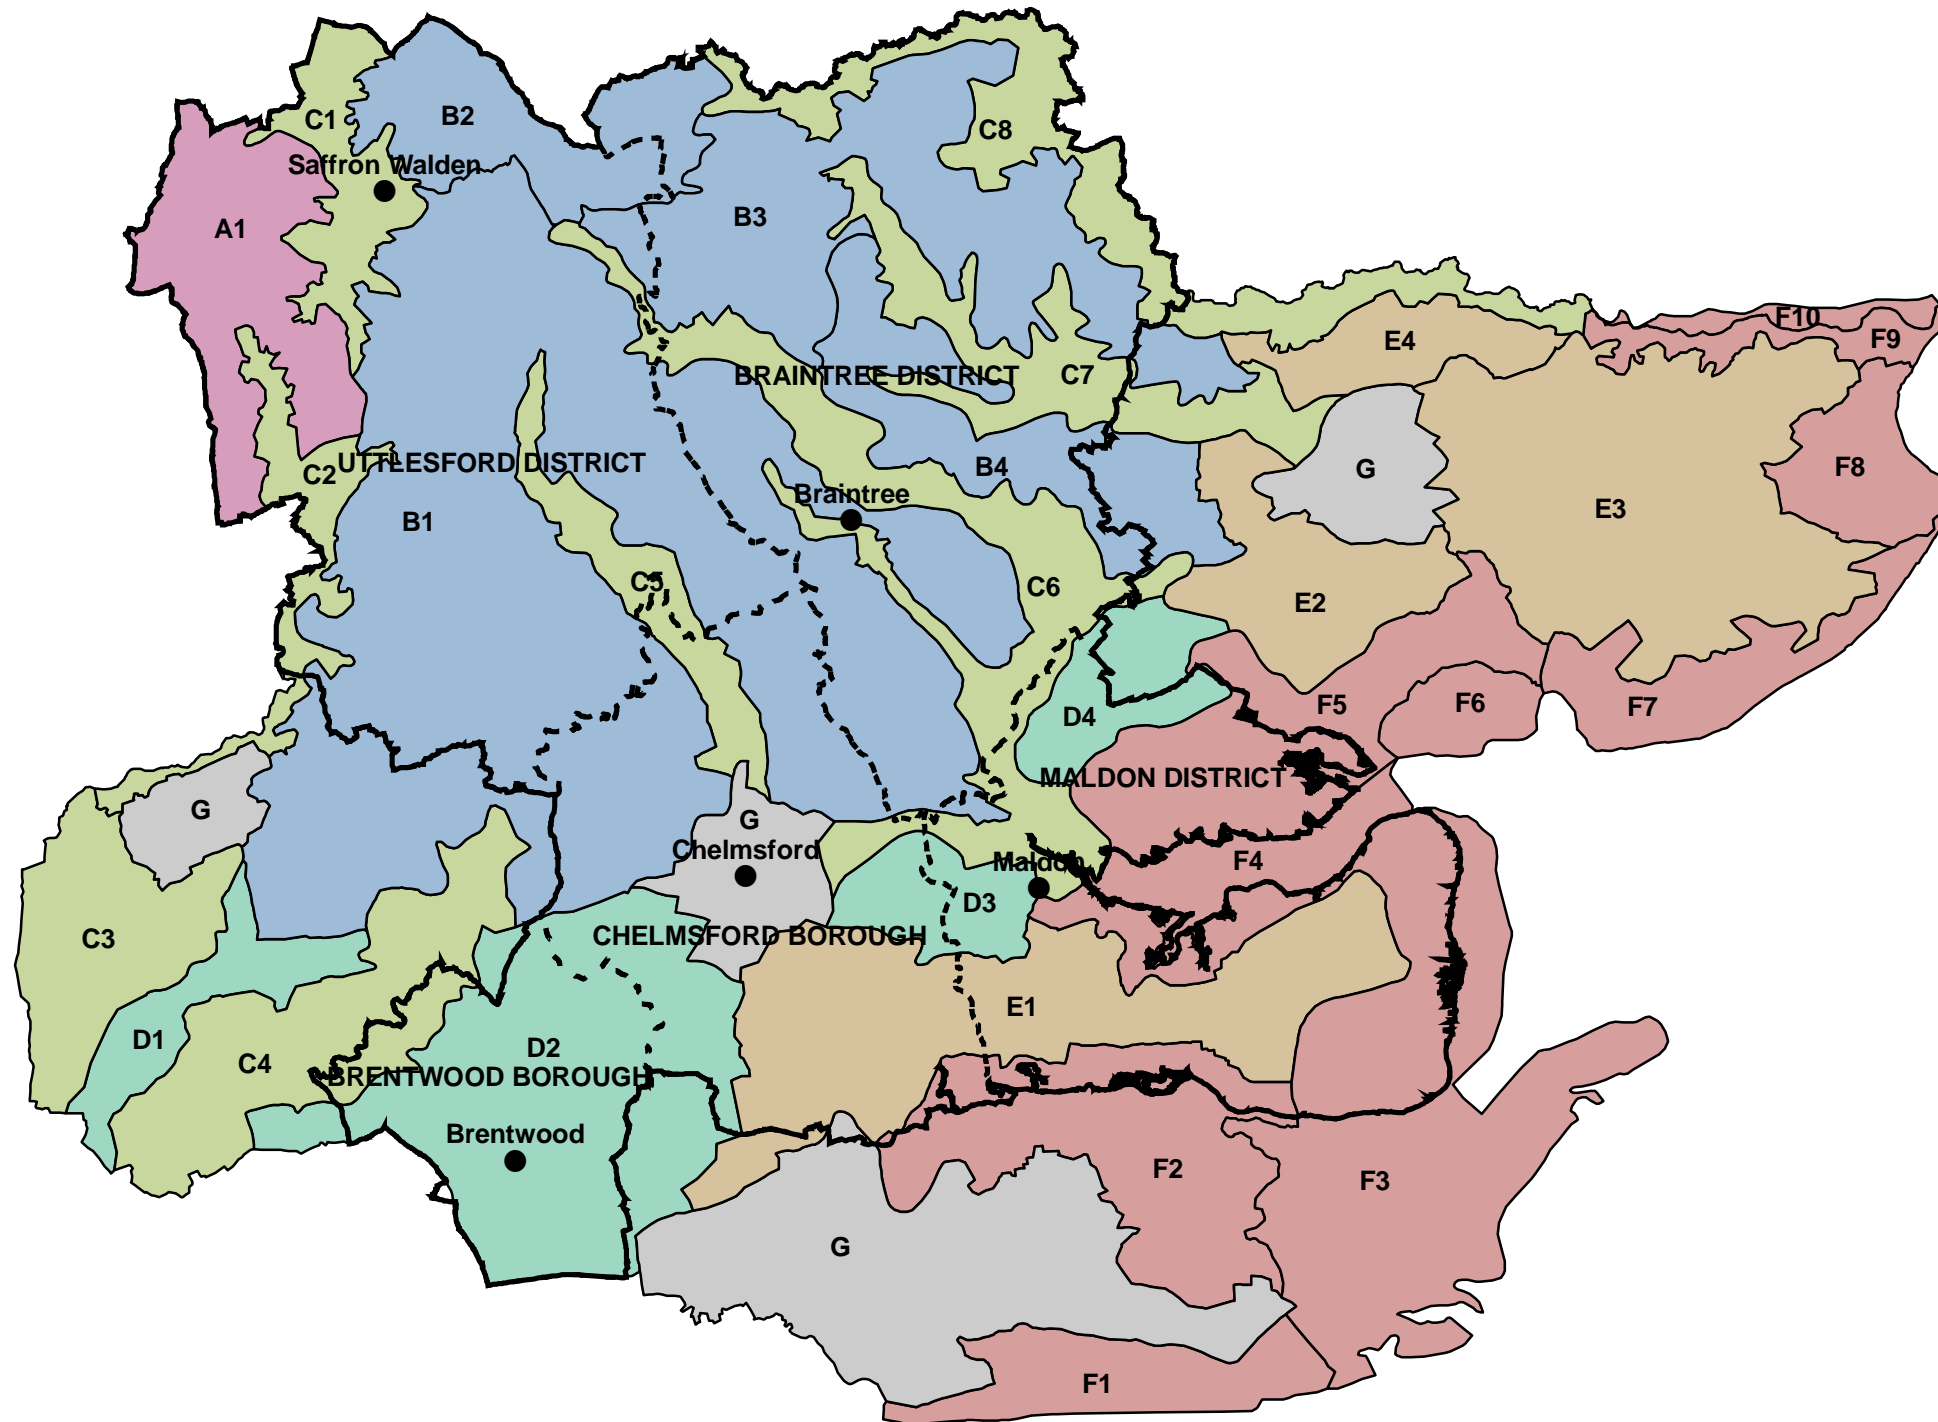 B2
C1
C8
Saffron Walden
B3
A1
F10
F9
E4
BRAINTREE DISTRICT
C7
UTTLESFORD DISTRICT
C2
B4
G
F8
Braintree
B1
E3
C5
C6
E2
F5
F6
F7
D4
MALDON DISTRICT
G
G
Chelmsford
Maldon
F4
D3
C3
CHELMSFORD BOROUGH
E1
D1
D2
C4
BRENTWOOD BOROUGH
Brentwood
F2
F3
G
F1